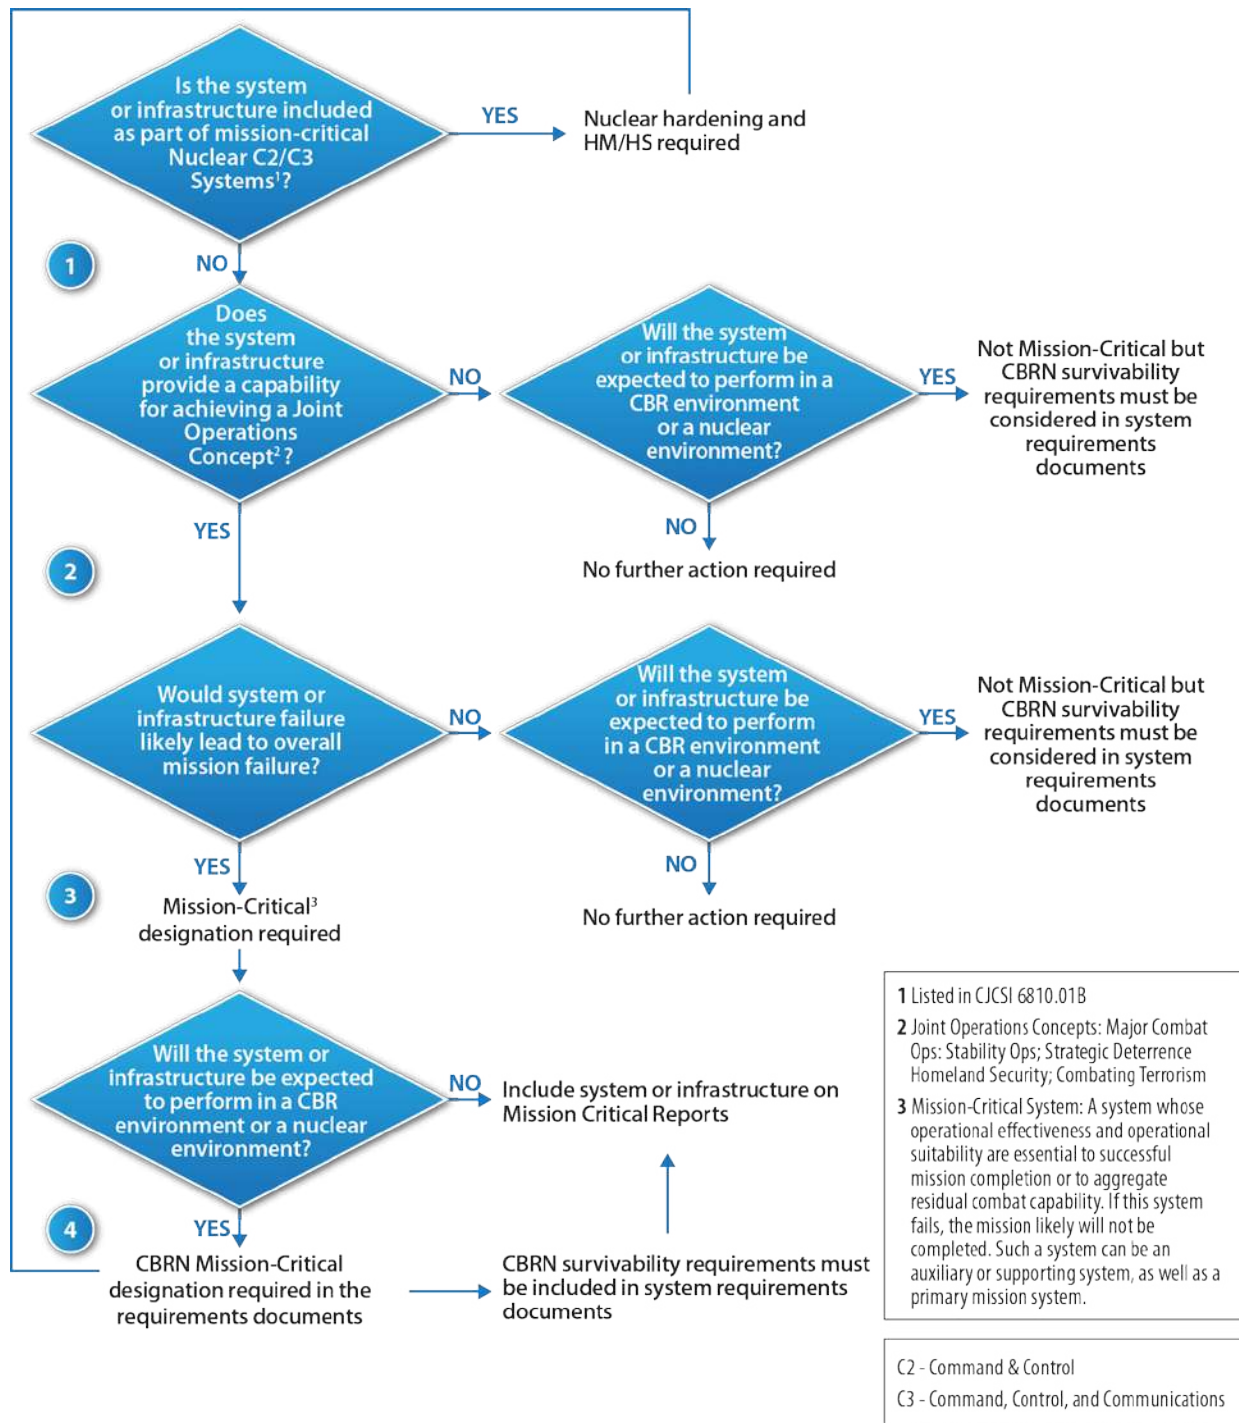 Is the system
or infrastructure included
as part of mission-critical
Nuclear C2/C3
Systems¹?
YES
Nuclear hardening and
HM/HS required
1
NO
Does
the system
or infrastructure
provide a capability
for achieving a Joint
Operations
Concept²?
NO
Will the system
or infrastructure be
expected to perform in a
CBR environment
or a nuclear
environment?
YES
Not Mission-Critical but
CBRN survivability
requirements must be
considered in system
requirements
documents
YES
NO
No further action required
2
Would system or
infrastructure failure
likely lead to overall
mission failure?
NO
Will the system
or infrastructure be
expected to perform
in a CBR environment
or a nuclear
environment?
YES
Not Mission-Critical but
CBRN survivability
requirements must be
considered in system
requirements
documents
YES
NO
No further action required
3
Mission-Critical³
designation required
Will the system or
infrastructure be expected
to perform in a CBR
environment or a nuclear
environment?
NO
Include system or infrastructure on
Mission Critical Reports
4
YES
CBRN Mission-Critical
designation required in the
requirements documents
CBRN survivability requirements must
be included in system requirements
documents
1 Listed in CJCSI 6810.01B
2 Joint Operations Concepts: Major Combat
Ops: Stability Ops; Strategic Deterrence
Homeland Security; Combating Terrorism
3 Mission-Critical System: A system whose
operational effectiveness and operational
suitability are essential to successful
mission completion or to aggregate
residual combat capability. If this system
fails, the mission likely will not be
completed. Such a system can be an
auxiliary or supporting system, as well as a
primary mission system.
C2 - Command & Control
C3 - Command, Control, and Communications